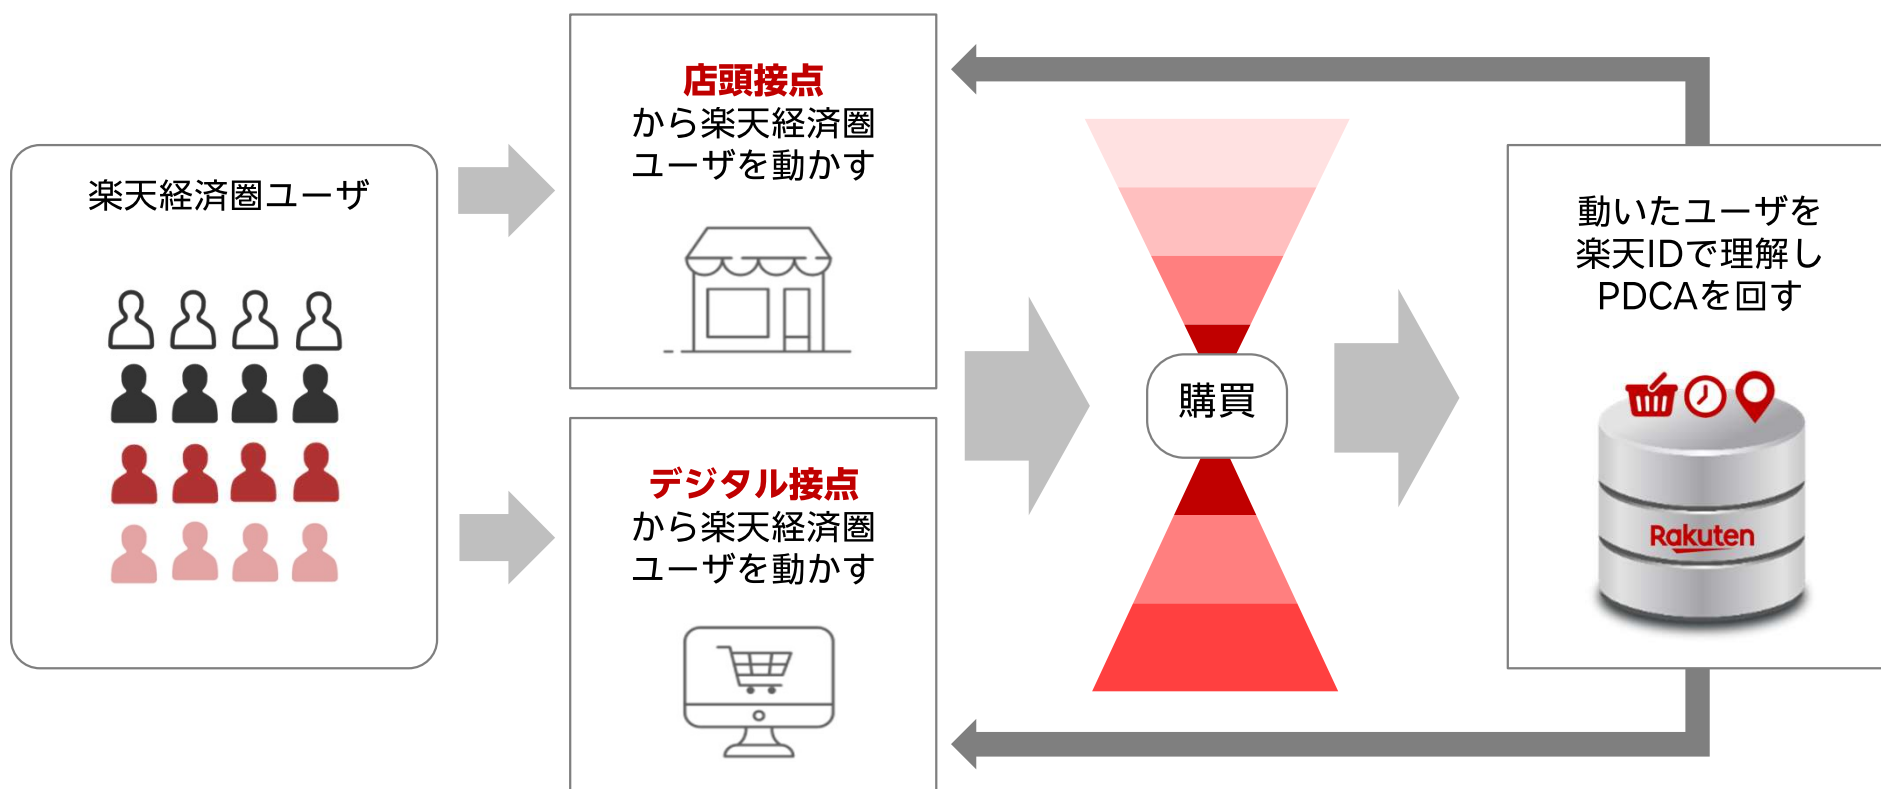 楽天経済圏ユーザ
店頭接点
から楽天経済圏
ユーザを動かす
デジタル接点
から楽天経済圏
ユーザを動かす
購買
動いたユーザを
楽天IDで理解し
PDCAを回す
Rakuten